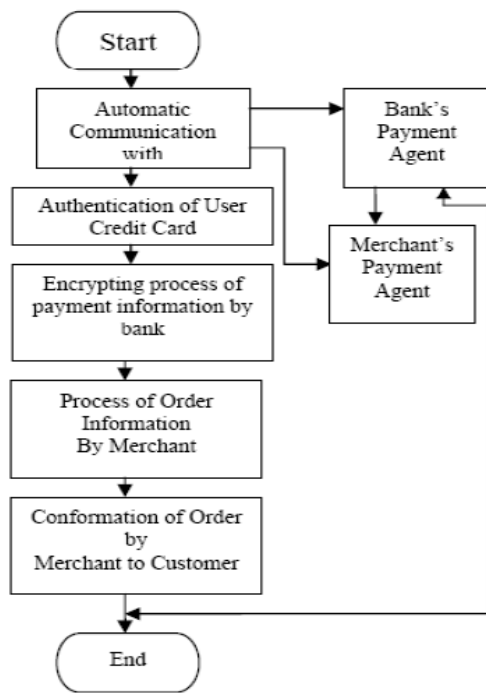 Start
Automatic
Communication
with
Bank's
Payment
Agent
Authentication of User
Credit Card
Merchant's
Payment
Agent
Encrypting process of
payment information by
bank
Process of Order
Information
By Merchant
Conformation of Order
by
Merchant to Customer
End